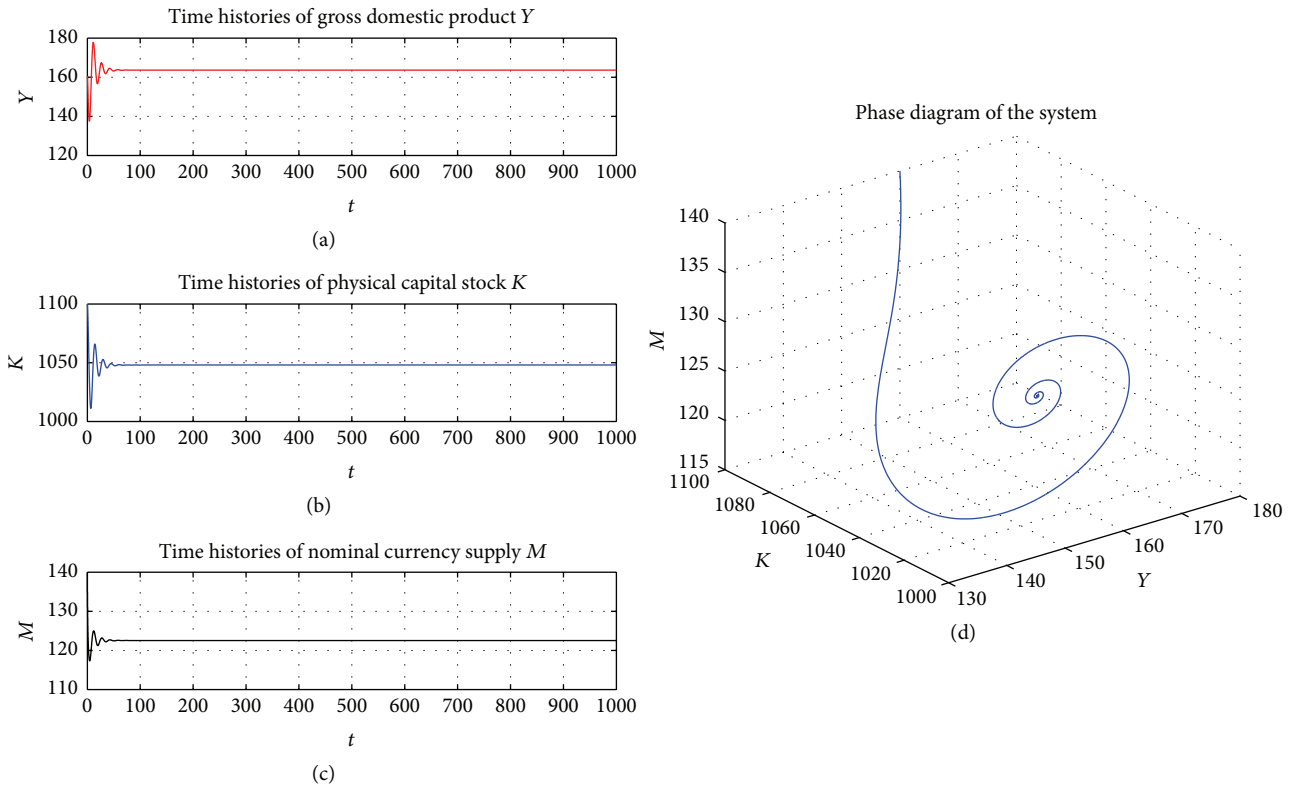 Time histories of gross domestic product Y
180
160
140
120
Y
0 100 200 300 400 500 600 700 800 900 1000
t
(a)
Time histories of physical capital stock K
1100
1050
1000
K
0 100 200 300 400 500 600 700 800 900 1000
t
(b)
Time histories of nominal currency supply M
140
130
120
110
M
0 100 200 300 400 500 600 700 800 900 1000
t
(c)
Phase diagram of the system
140
135
130
125
120
115
M
1100
1080
1060
1040
1020
1000
K
130
140
150
160
170
180
Y
(d)